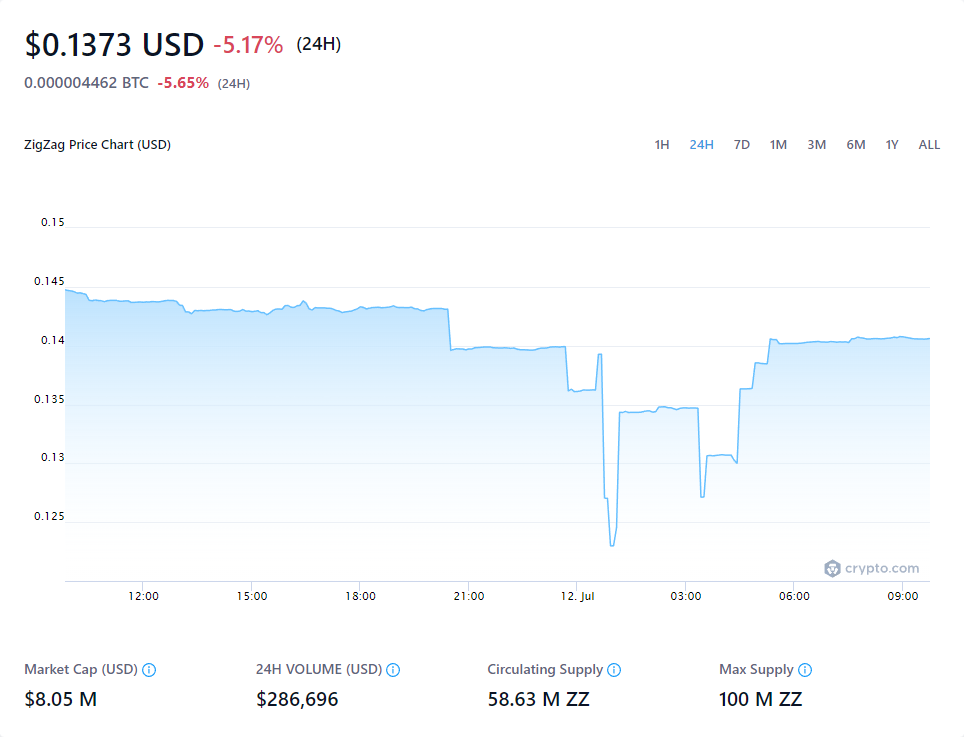 $0.1373 USD -5.17% (24H)
0.000004462 BTC -5.65% (24H)
ZigZag Price Chart (USD) 1H 24H 7D 1M 3M 6M 1Y ALL
0.15
0.145
0.14
0.135
0.13
0.125
crypto.com
12:00 15:00 18:00 21:00 12. Jul 03:00 06:00 09:00
Market Cap (USD) 24H VOLUME (USD) Circulating Supply Max Supply
$8.05 M $286,696 58.63 M ZZ 100 M ZZ